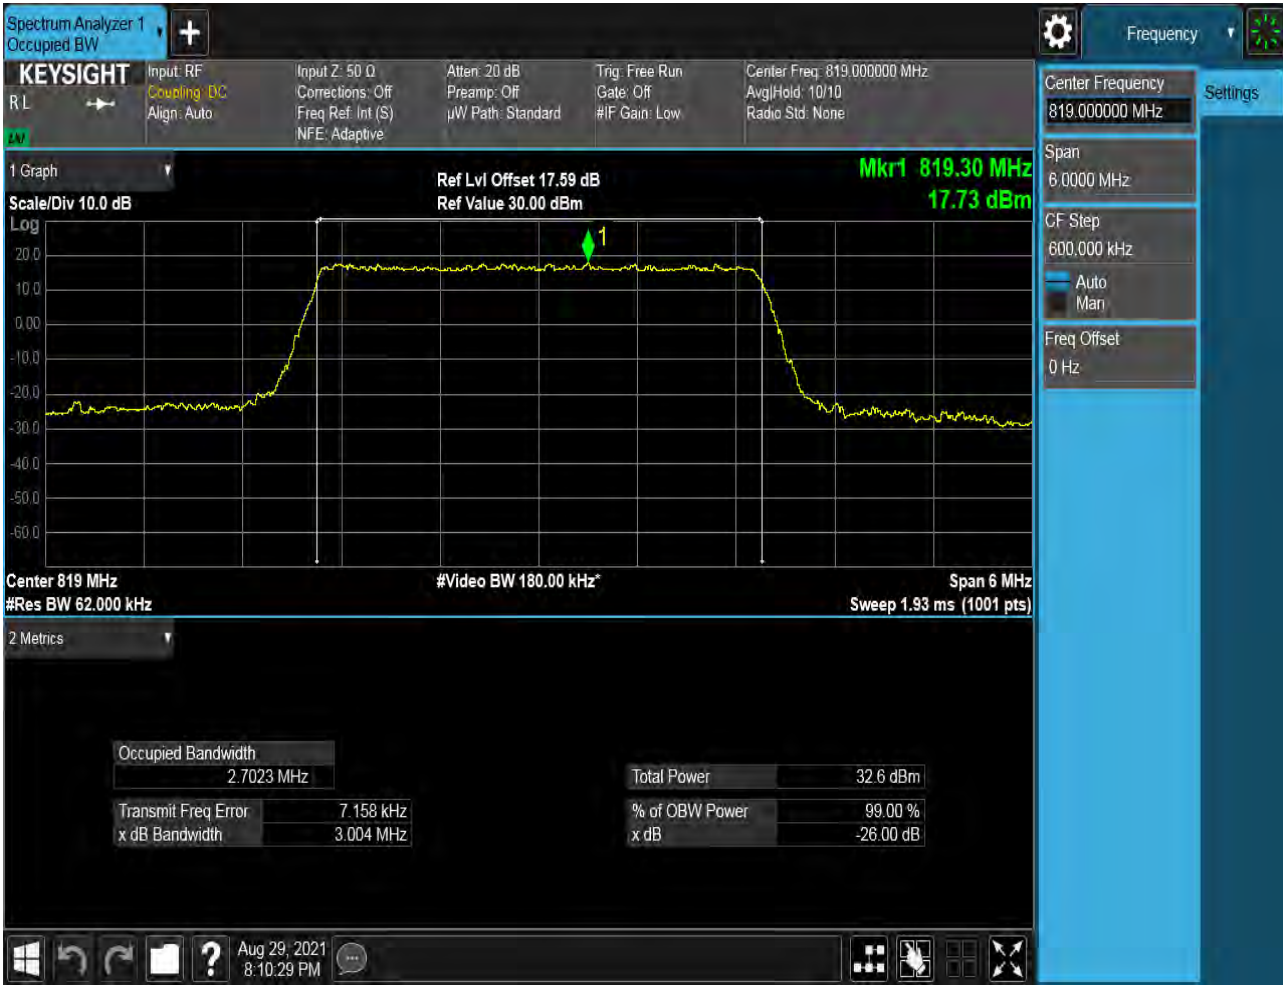 Spectrum Analyzer 1
Occupied BW
Frequency
KEYSIGHT
R L
Input: RF
Coupling: DC
Align: Auto
Input Z: 50 Ω
Corrections: Off
Freq Ref: Int (S)
NFE: Adaptive
Atten: 20 dB
Preamp: Off
µW Path: Standard
Trig: Free Run
Gate: Off
#IF Gain: Low
Center Freq: 819.000000 MHz
Avg|Hold: 10/10
Radio Std: None
Center Frequency
819.000000 MHz
Settings
Span
6.0000 MHz
CF Step
600.000 kHz
Auto
Man
Freq Offset
0 Hz
1 Graph
Scale/Div 10.0 dB
Ref Lvl Offset 17.59 dB
Ref Value 30.00 dBm
Mkr1 819.30 MHz
17.73 dBm
Log
1
20.0
10.0
0.00
-10.0
-20.0
-30.0
-40.0
-50.0
-60.0
Center 819 MHz
#Video BW 180.00 kHz*
Span 6 MHz
#Res BW 62.000 kHz
Sweep 1.93 ms (1001 pts)
2 Metrics
Occupied Bandwidth
2.7023 MHz
Transmit Freq Error 7.158 kHz
x dB Bandwidth 3.004 MHz
Total Power 32.6 dBm
% of OBW Power 99.00 %
x dB -26.00 dB
?
Aug 29, 2021
8:10:29 PM